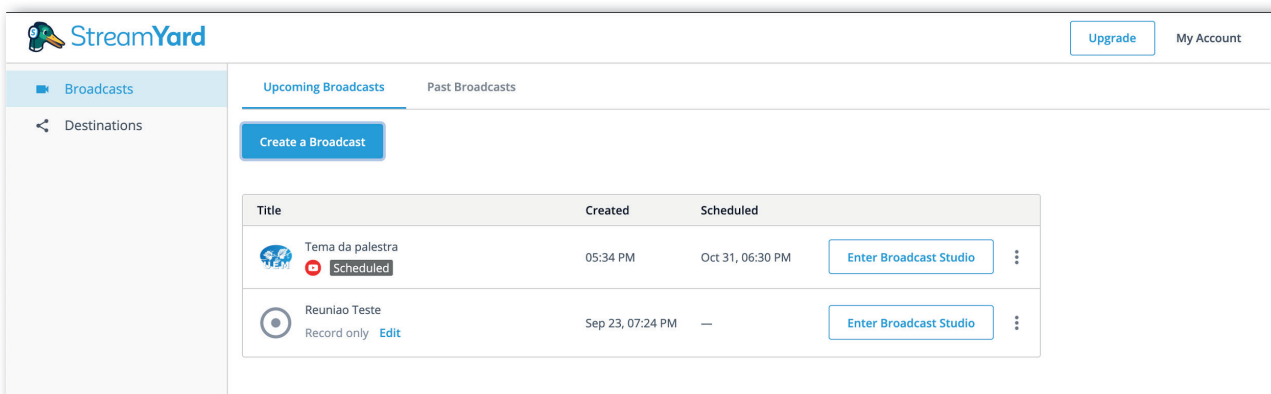 StreamYard
Upgrade
My Account
Broadcasts
Destinations
Upcoming Broadcasts
Past Broadcasts
Create a Broadcast
Title
Created
Scheduled
Tema da palestra
Scheduled
05:34 PM
Oct 31, 06:30 PM
Enter Broadcast Studio
UEM
Reuniao Teste
Record only Edit
Sep 23, 07:24 PM
—
Enter Broadcast Studio